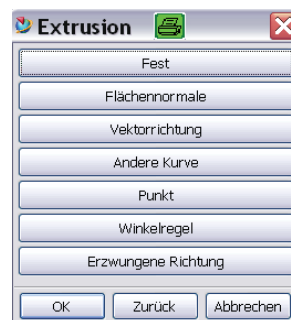 Extrusion
Fest
Flächennormale
Vektorrichtung
Andere Kurve
Punkt
Winkelregel
Erzwungene Richtung
OK Zurück Abbrechen